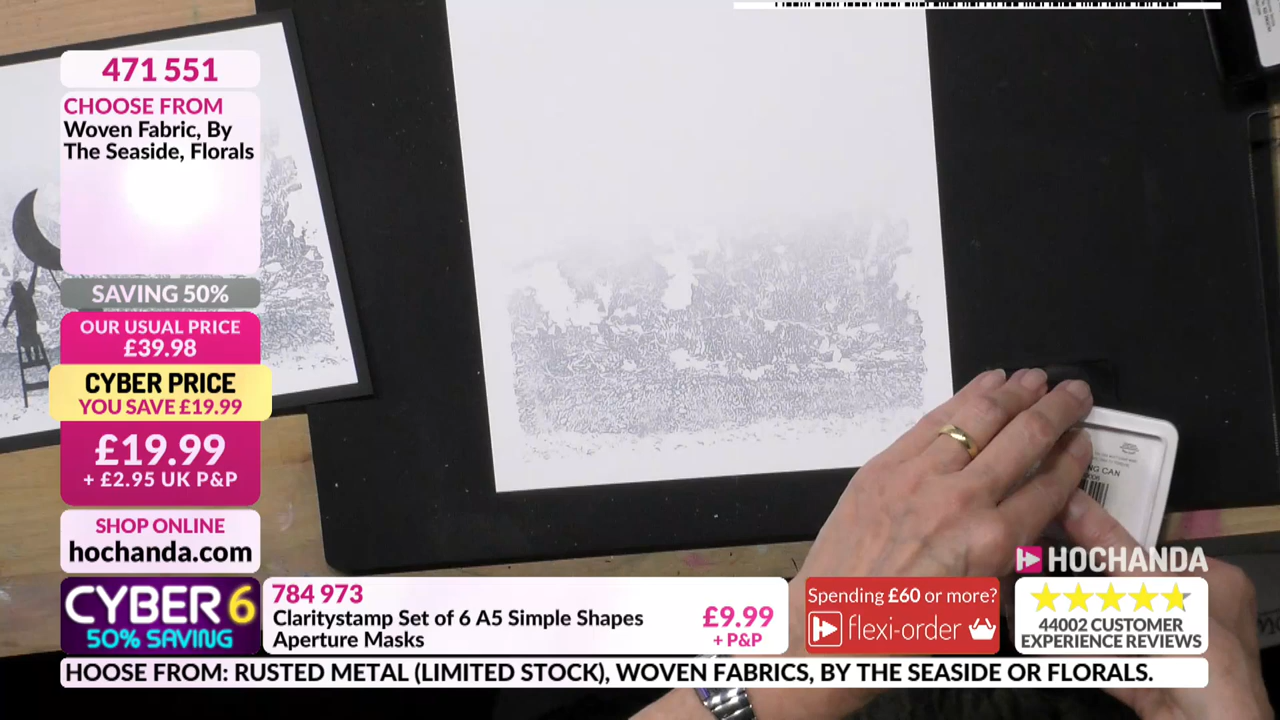 471 551
CHOOSE FROM
Woven Fabric, By
The Seaside, Florals
SAVING 50%
OUR USUAL PRICE
£39.98
CYBER PRICE
YOU SAVE £19.99
£19.99
+ £2.95 UK P&P
SHOP ONLINE
hochanda.com
CYBER 6
50% SAVING
784 973
Claritystamp Set of 6 A5 Simple Shapes
Aperture Masks
£9.99
+ P&P
Spending £60 or more?
flexi-order
NG CAN
HOCHANDA
44002 CUSTOMER
EXPERIENCE REVIEWS
HOOSE FROM: RUSTED METAL (LIMITED STOCK), WOVEN FABRICS, BY THE SEASIDE OR FLORALS.